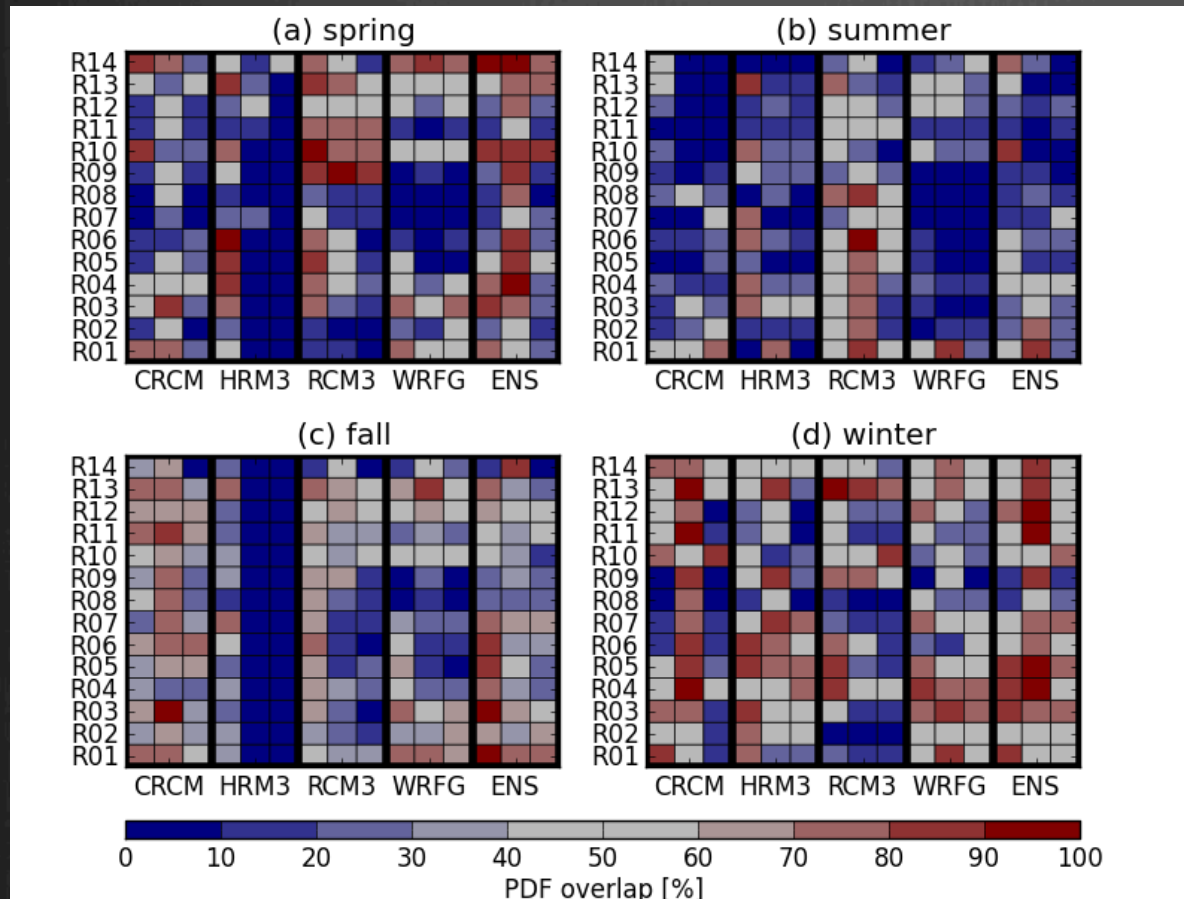 (a) spring
(b) summer
R14
R13
R12
R11
R10
R09
R08
R07
R06
R05
R04
R03
R02
R01
CRCM HRM3 RCM3 WRFG ENS
R14
R13
R12
R11
R10
R09
R08
R07
R06
R05
R04
R03
R02
R01
CRCM HRM3 RCM3 WRFG ENS
(c) fall
(d) winter
R14
R13
R12
R11
R10
R09
R08
R07
R06
R05
R04
R03
R02
R01
CRCM HRM3 RCM3 WRFG ENS
R14
R13
R12
R11
R10
R09
R08
R07
R06
R05
R04
R03
R02
R01
CRCM HRM3 RCM3 WRFG ENS
0 10 20 30 40 50 60 70 80 90 100
PDF overlap [%]